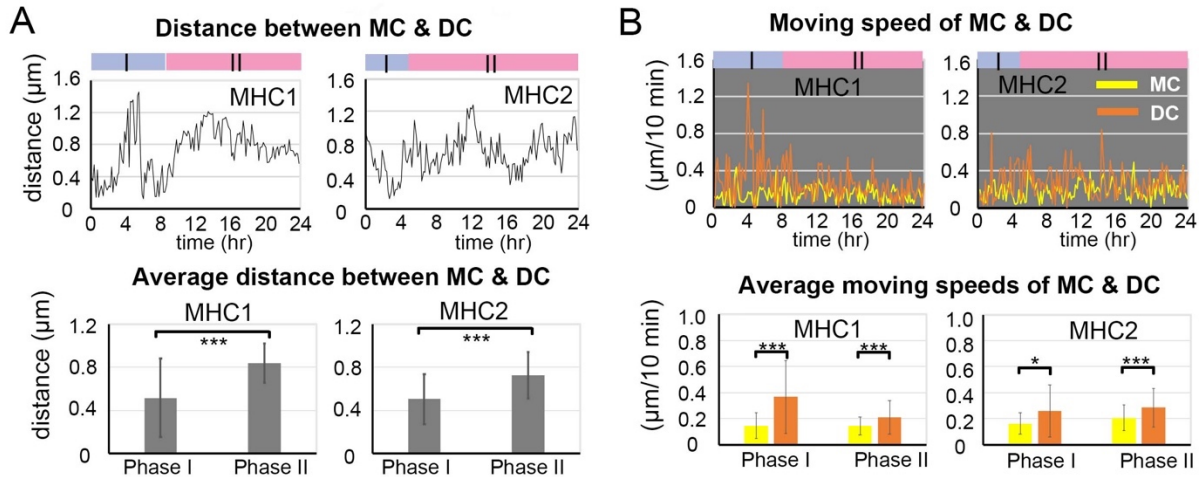 A
Distance between MC & DC
I
II
I
II
distance (μm)
1.6
1.2
0.8
0.4
0
MHC1
0 4 8 12 16 20 24
time (hr)
1.6
1.2
0.8
0.4
0
MHC2
0 4 8 12 16 20 24
time (hr)
Average distance between MC & DC
distance (μm)
1.2
0.8
0.4
0
MHC1
***
Phase I Phase II
1.2
0.8
0.4
0
MHC2
***
Phase I Phase II
B
Moving speed of MC & DC
I
II
I
II
(μm/10 min)
1.6
1.2
0.8
0.4
0
MHC1
0 4 8 12 16 20 24
time (hr)
1.6
1.2
0.8
0.4
0
MHC2
MC
DC
0 4 8 12 16 20 24
time (hr)
Average moving speeds of MC & DC
(μm/10 min)
1.0
0.8
0.6
0.4
0.2
0
MHC1
*** ***
Phase I Phase II
1.0
0.8
0.6
0.4
0.2
0
MHC2
* ***
Phase I Phase II